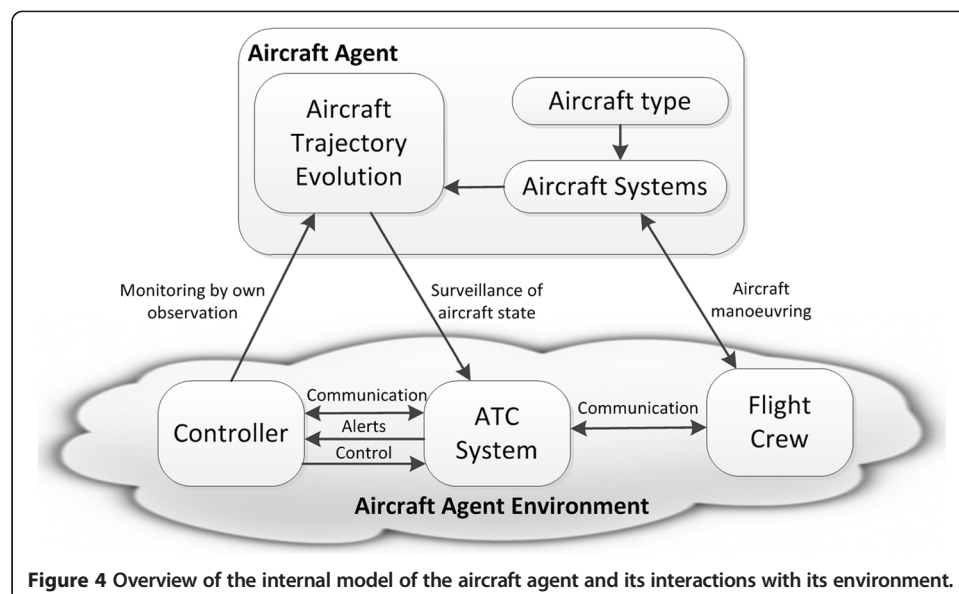 Aircraft Agent
Aircraft
Trajectory
Evolution
Aircraft type
Aircraft Systems
Monitoring by own
observation
Surveillance of
aircraft state
Aircraft
manoeuvring
Controller
Communication
Alerts
Control
ATC
System
Communication
Flight
Crew
Aircraft Agent Environment
Figure 4 Overview of the internal model of the aircraft agent and its interactions with its environment.